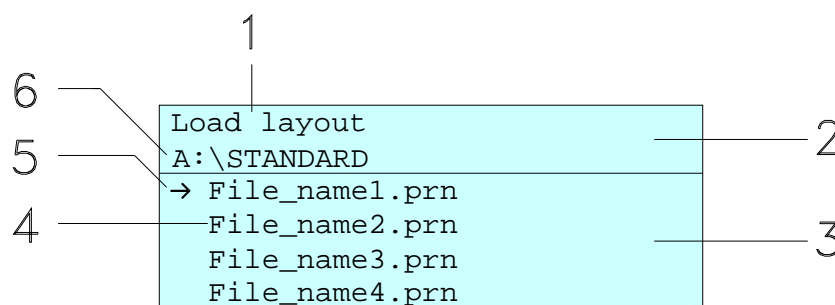 1
6
Load layout
2
A:\STANDARD
5
→ File_name1.prn
4
File_name2.prn
3
File_name3.prn
File_name4.prn